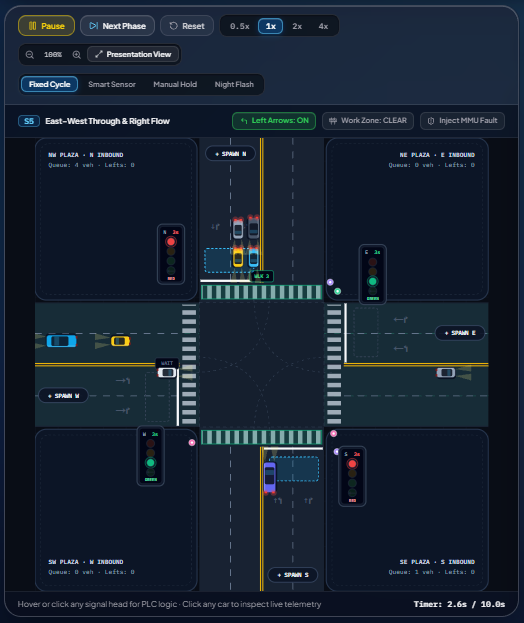 Pause Next Phase Reset 0.5x 1x 2x 4x
100% Presentation View
Fixed Cycle Smart Sensor Manual Hold Night Flash
S5 East-West Through & Right Flow Left Arrows: ON Work Zone: CLEAR Inject MMU Fault
+ SPAWN N
NW PLAZA · N INBOUND
Queue: 4 veh · Lefts: 0
NE PLAZA · E INBOUND
Queue: 0 veh · Lefts: 0
N 3s
RED
E 3s
GREEN
WLK 3
+ SPAWN E
WAIT
+ SPAWN W
W 3s
GREEN
S 3s
RED
SW PLAZA · W INBOUND
Queue: 0 veh · Lefts: 0
+ SPAWN S
SE PLAZA · S INBOUND
Queue: 1 veh · Lefts: 0
Hover or click any signal head for PLC logic · Click any car to inspect live telemetry Timer: 2.6s / 10.0s